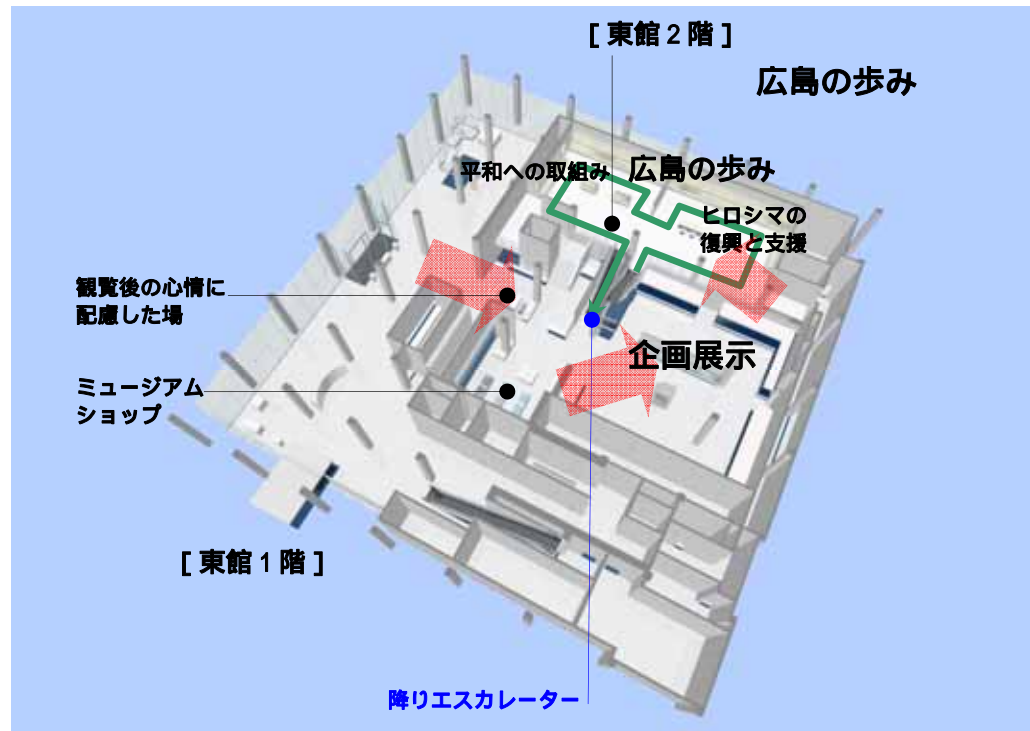 [ 東館 2 階 ]
広島の歩み
平和への取組み
広島の歩み
ヒロシマの
復興と支援
観覧後の心情に
配慮した場
企画展示
ミュージアム
ショップ
[ 東館 1 階 ]
降りエスカレーター